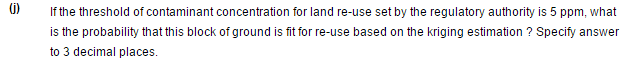 (j) If the threshold of contaminant concentration for land re-use set by the regulatory authority is 5 ppm, what
is the probability that this block of ground is fit for re-use based on the kriging estimation ? Specify answer
to 3 decimal places.